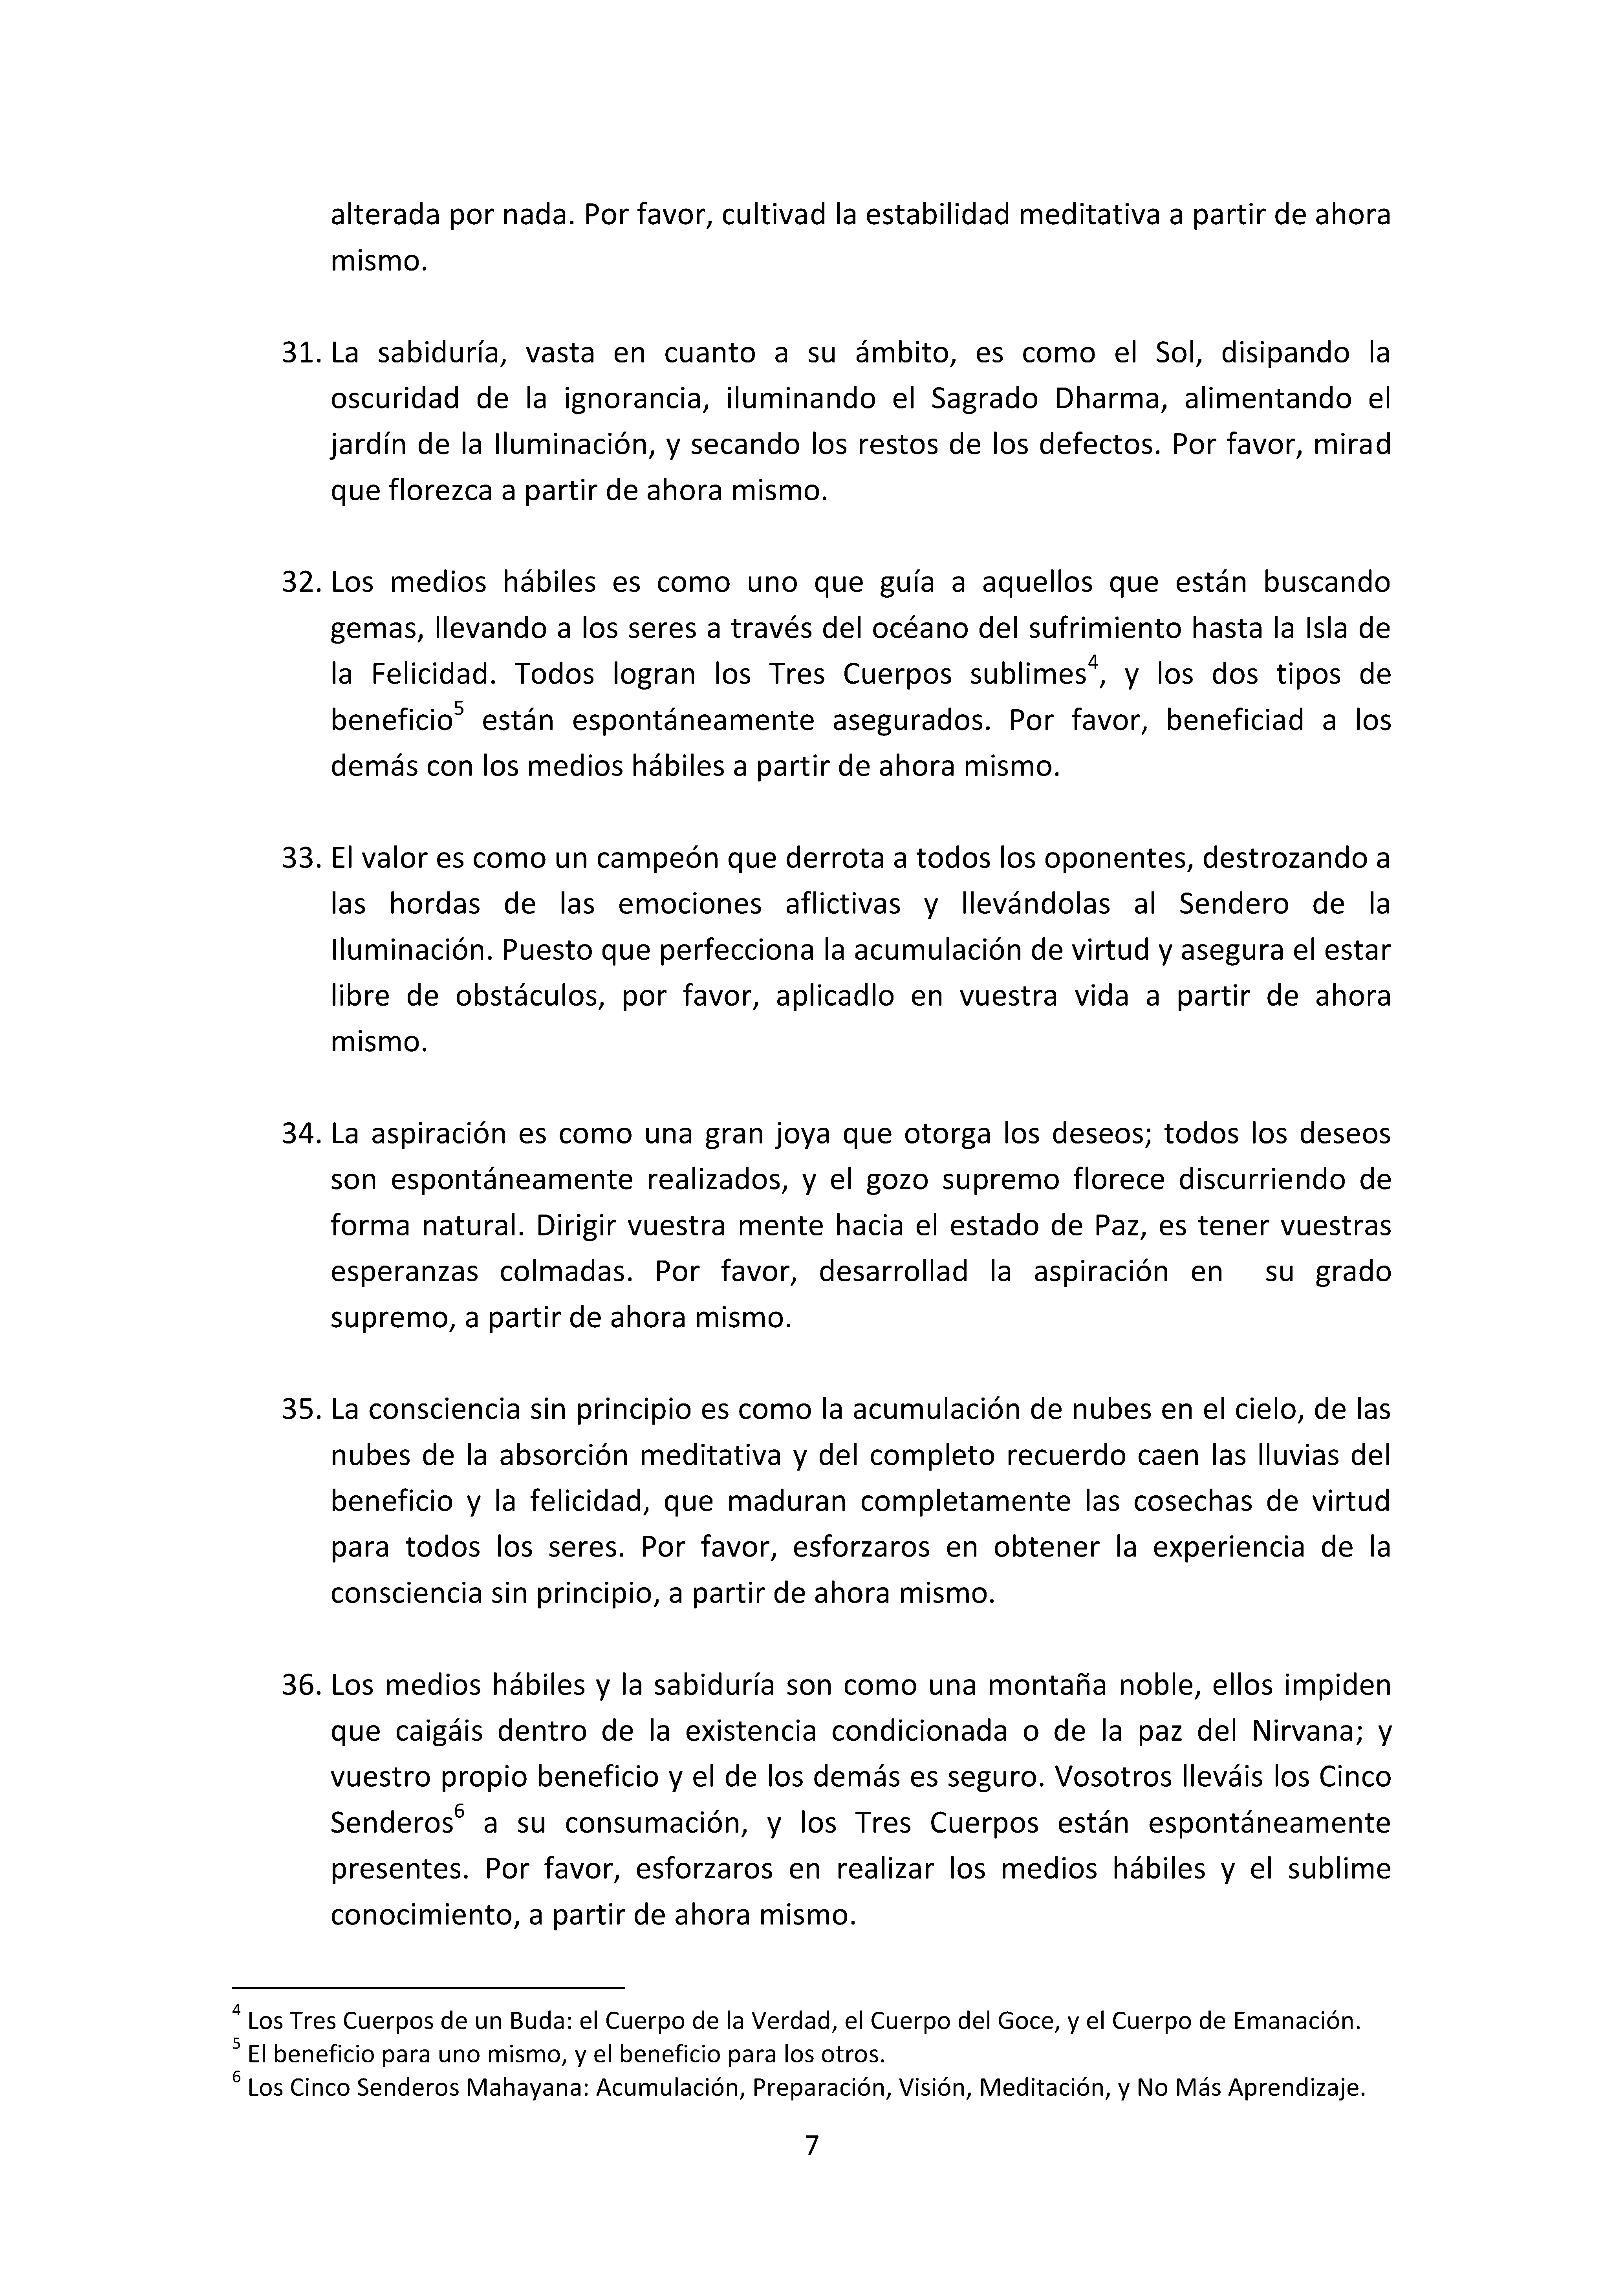 alterada por nada. Por favor, cultivad la estabilidad meditativa a partir de ahora
mismo.
31. La sabiduría, vasta en cuanto a su ámbito, es como el Sol, disipando la
oscuridad de la ignorancia, iluminando el Sagrado Dharma, alimentando el
jardín de la Iluminación, y secando los restos de los defectos. Por favor, mirad
que florezca a partir de ahora mismo.
32. Los medios hábiles es como uno que guía a aquellos que están buscando
gemas, llevando a los seres a través del océano del sufrimiento hasta la Isla de
la Felicidad. Todos logran los Tres Cuerpos sublimes4, y los dos tipos de
beneficio5 están espontáneamente asegurados. Por favor, beneficiad a los
demás con los medios hábiles a partir de ahora mismo.
33. El valor es como un campeón que derrota a todos los oponentes, destrozando a
las hordas de las emociones aflictivas y llevándolas al Sendero de la
Iluminación. Puesto que perfecciona la acumulación de virtud y asegura el estar
libre de obstáculos, por favor, aplicadlo en vuestra vida a partir de ahora
mismo.
34. La aspiración es como una gran joya que otorga los deseos; todos los deseos
son espontáneamente realizados, y el gozo supremo florece discurriendo de
forma natural. Dirigir vuestra mente hacia el estado de Paz, es tener vuestras
esperanzas colmadas. Por favor, desarrollad la aspiración en su grado
supremo, a partir de ahora mismo.
35. La consciencia sin principio es como la acumulación de nubes en el cielo, de las
nubes de la absorción meditativa y del completo recuerdo caen las lluvias del
beneficio y la felicidad, que maduran completamente las cosechas de virtud
para todos los seres. Por favor, esforzaros en obtener la experiencia de la
consciencia sin principio, a partir de ahora mismo.
36. Los medios hábiles y la sabiduría son como una montaña noble, ellos impiden
que caigáis dentro de la existencia condicionada o de la paz del Nirvana; y
vuestro propio beneficio y el de los demás es seguro. Vosotros lleváis los Cinco
Senderos6 a su consumación, y los Tres Cuerpos están espontáneamente
presentes. Por favor, esforzaros en realizar los medios hábiles y el sublime
conocimiento, a partir de ahora mismo.
4 Los Tres Cuerpos de un Buda: el Cuerpo de la Verdad, el Cuerpo del Goce, y el Cuerpo de Emanación.
5 El beneficio para uno mismo, y el beneficio para los otros.
6 Los Cinco Senderos Mahayana: Acumulación, Preparación, Visión, Meditación, y No Más Aprendizaje.
7